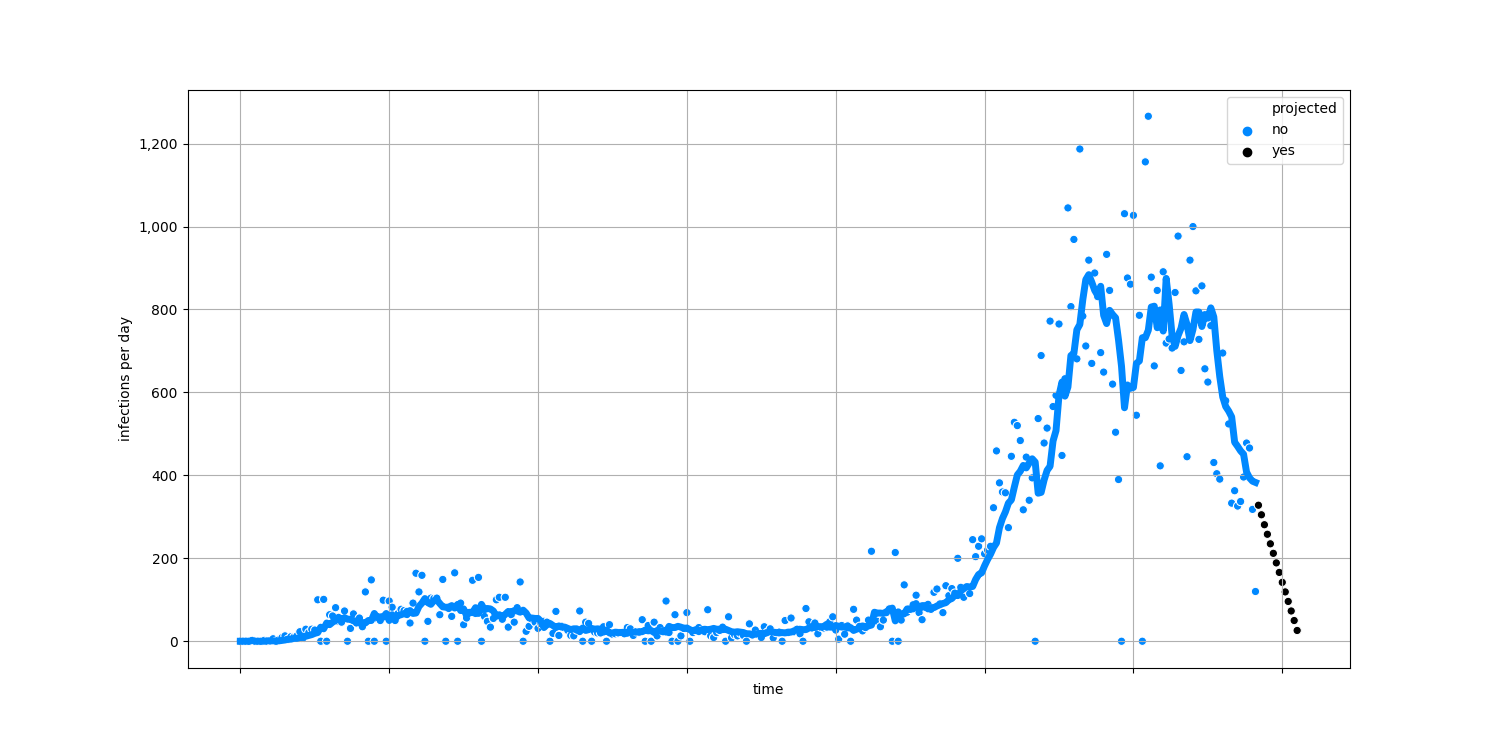 projected
no
yes
1,200
1,000
800
600
400
200
0
infections per day
time